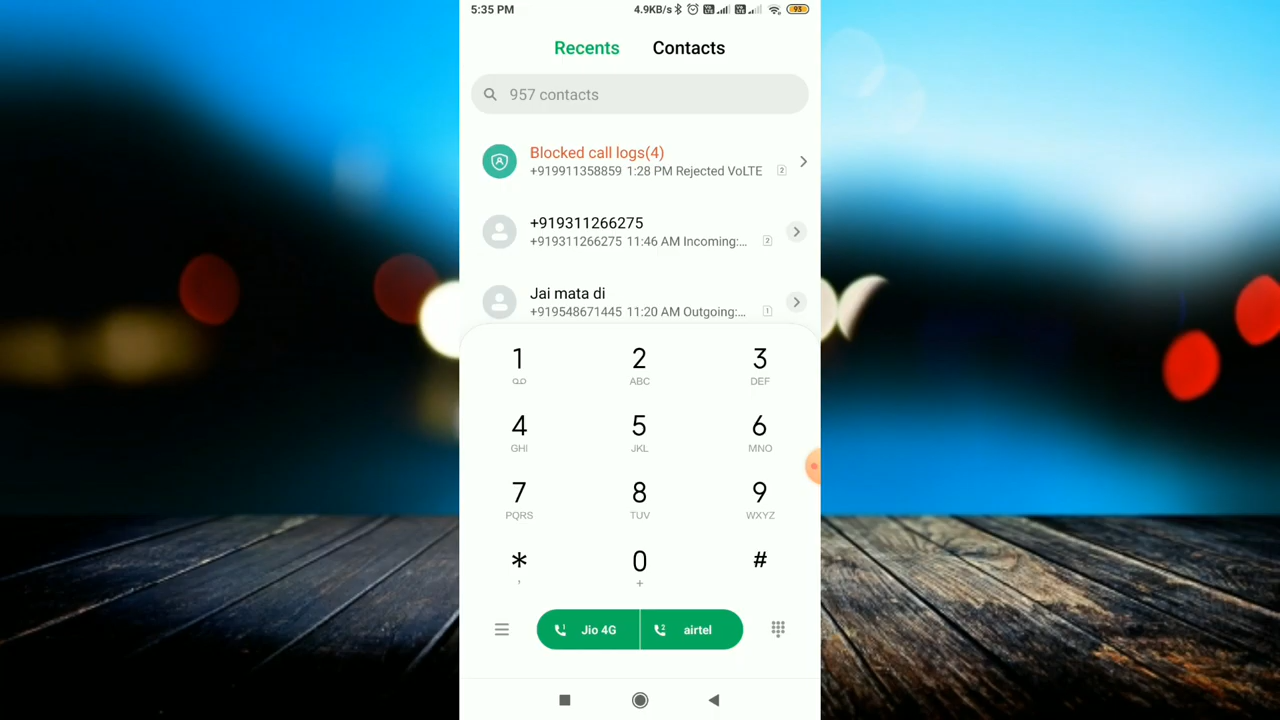 5:35 PM 4.9KB/s 93
Recents Contacts
957 contacts
Blocked call logs(4)
+919911358859 1:28 PM Rejected VoLTE 2
+919311266275
+919311266275 11:46 AM Incoming:... 2
Jai mata di
+919548671445 11:20 AM Outgoing:... 1
1 2 3
ABC DEF
4 5 6
GHI JKL MNO
7 8 9
PQRS TUV WXYZ
* 0 #
, +
1 Jio 4G 2 airtel